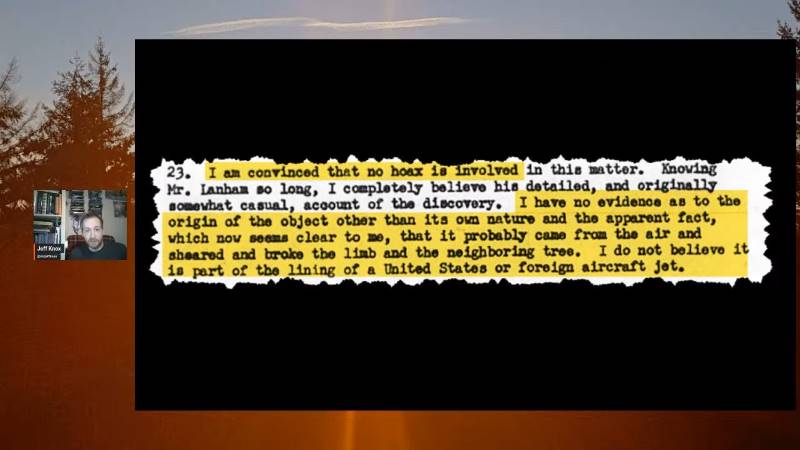 23. I am convinced that no hoax is involved in this matter. Knowing
Mr. Lanham so long, I completely believe his detailed, and originally
somewhat casual, account of the discovery. I have no evidence as to the
origin of the object other than its own nature and the apparent fact,
which now seems clear to me, that it probably came from the air and
sheared and broke the limb and the neighboring tree. I do not believe it
is part of the lining of a United States or foreign aircraft jet.
Jeff Knox